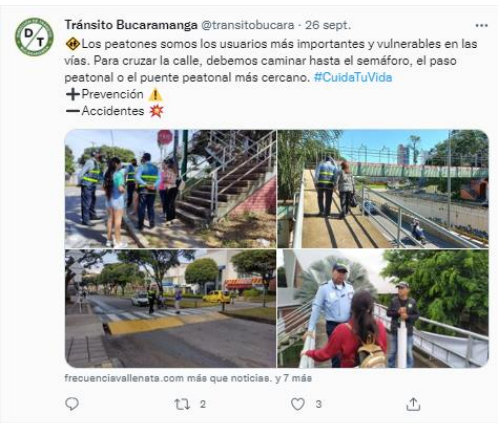 Tránsito Bucaramanga @transitobucara · 26 sept.
Los peatones somos los usuarios más importantes y vulnerables en las
vías. Para cruzar la calle, debemos caminar hasta el semáforo, el paso
peatonal o el puente peatonal más cercano. #CuidaTuVida
➕Prevención ⚠️
➖Accidentes 💥
frecuenciavallenata.com más que noticias. y 7 más
2
3
D/T